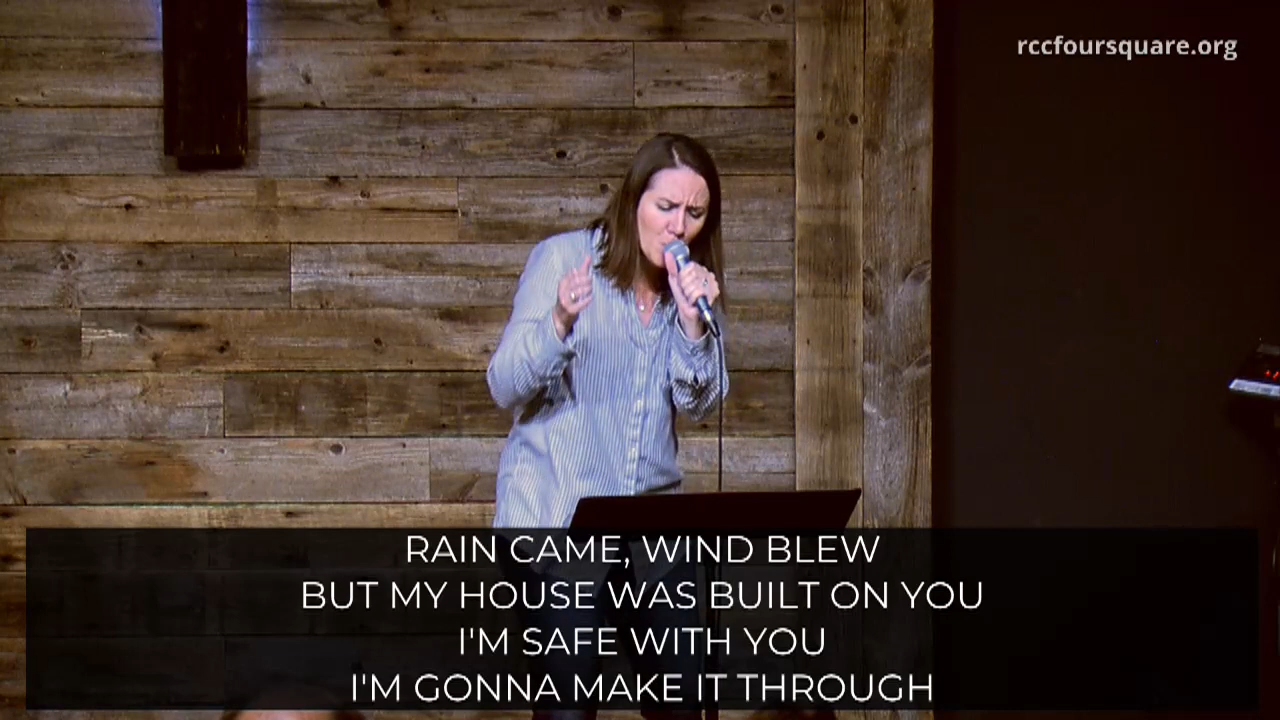 rccfoursquare.org
RAIN CAME, WIND BLEW
BUT MY HOUSE WAS BUILT ON YOU
I'M SAFE WITH YOU
I'M GONNA MAKE IT THROUGH